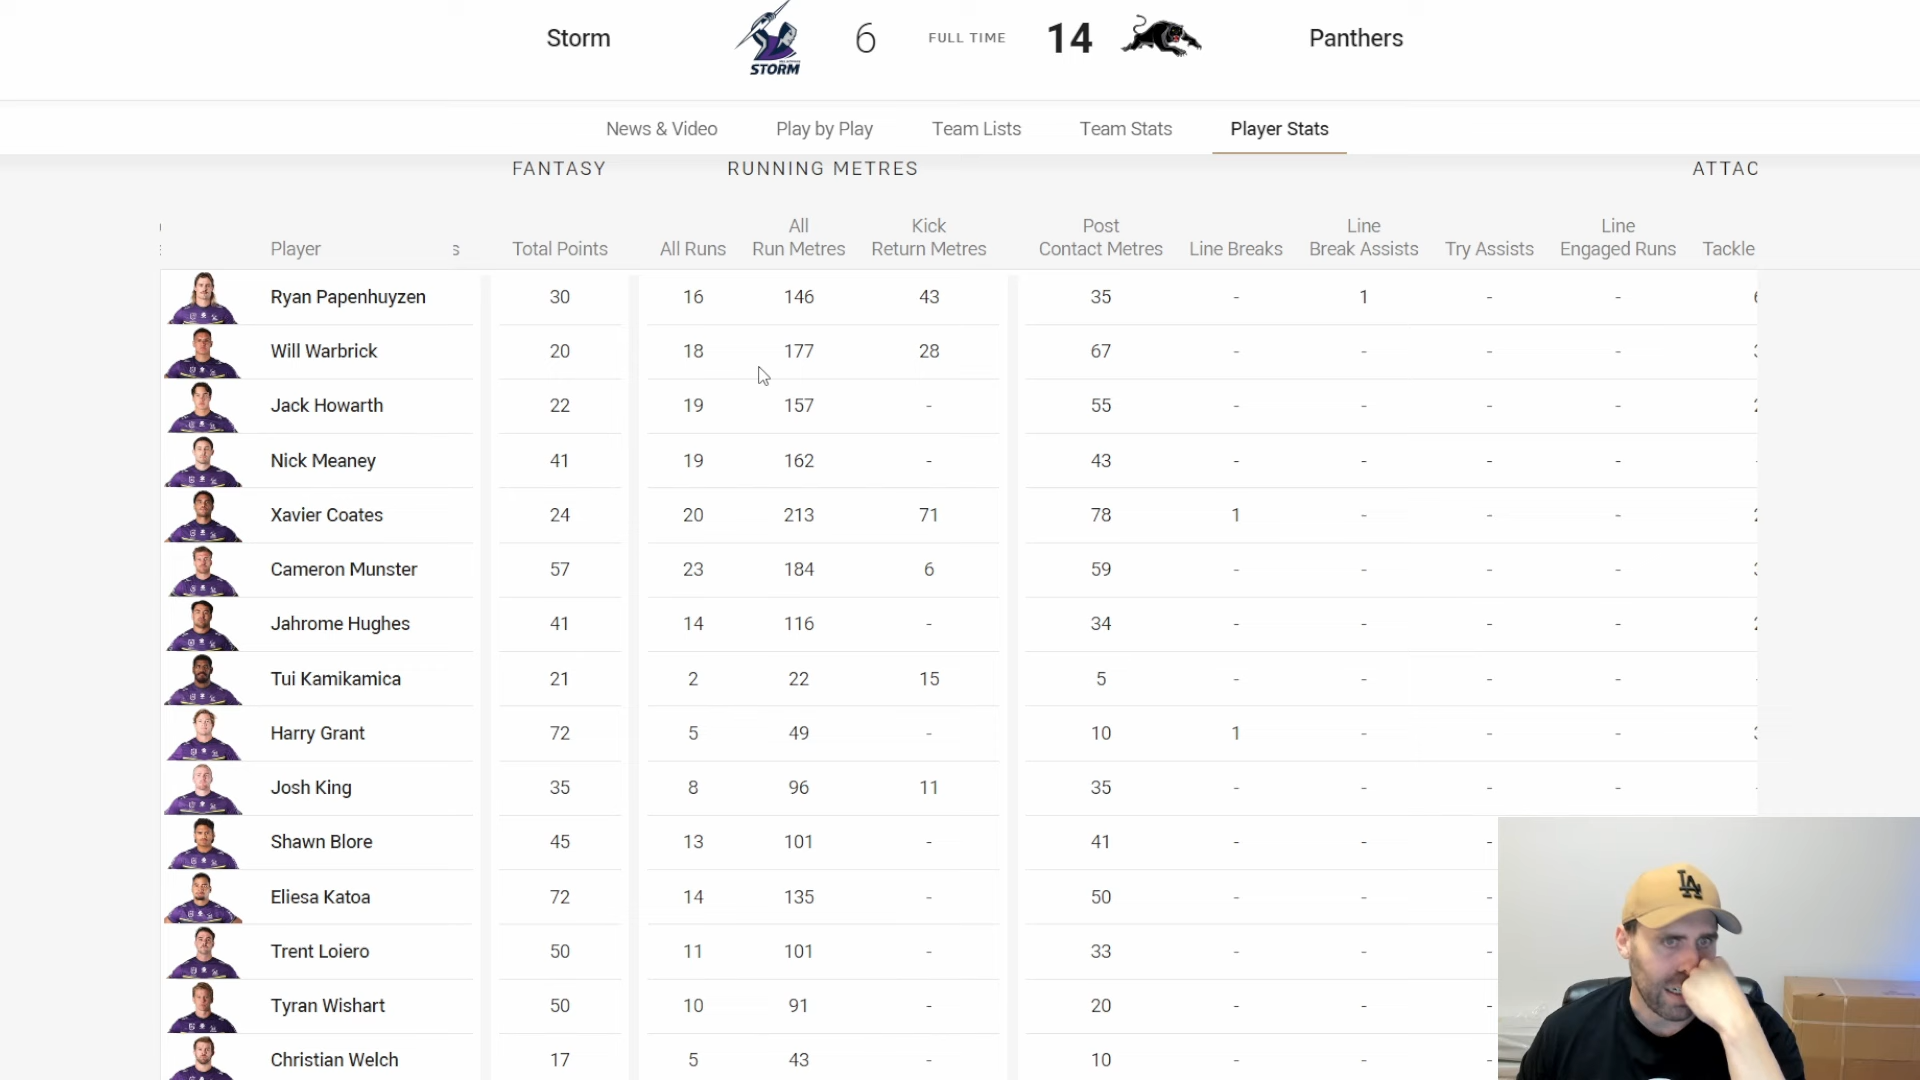 Storm STORM 6 FULL TIME 14 Panthers
News & Video Play by Play Team Lists Team Stats Player Stats
FANTASY RUNNING METRES ATTAC
Player s Total Points All Runs All Run Metres Kick Return Metres Post Contact Metres Line Breaks Line Break Assists Try Assists Line Engaged Runs Tackle
Ryan Papenhuyzen 30 16 146 43 35 - 1 - -
Will Warbrick 20 18 177 28 67 - - - -
Jack Howarth 22 19 157 - 55 - - - -
Nick Meaney 41 19 162 - 43 - - - - -
Xavier Coates 24 20 213 71 78 1 - - -
Cameron Munster 57 23 184 6 59 - - - -
Jahrome Hughes 41 14 116 - 34 - - - -
Tui Kamikamica 21 2 22 15 5 - - - - -
Harry Grant 72 5 49 - 10 1 - - -
Josh King 35 8 96 11 35 - - - - -
Shawn Blore 45 13 101 - 41 - - -
Eliesa Katoa 72 14 135 - 50 - - -
Trent Loiero 50 11 101 - 33 - - -
Tyran Wishart 50 10 91 - 20 - - -
Christian Welch 17 5 43 - 10 - - -
LA